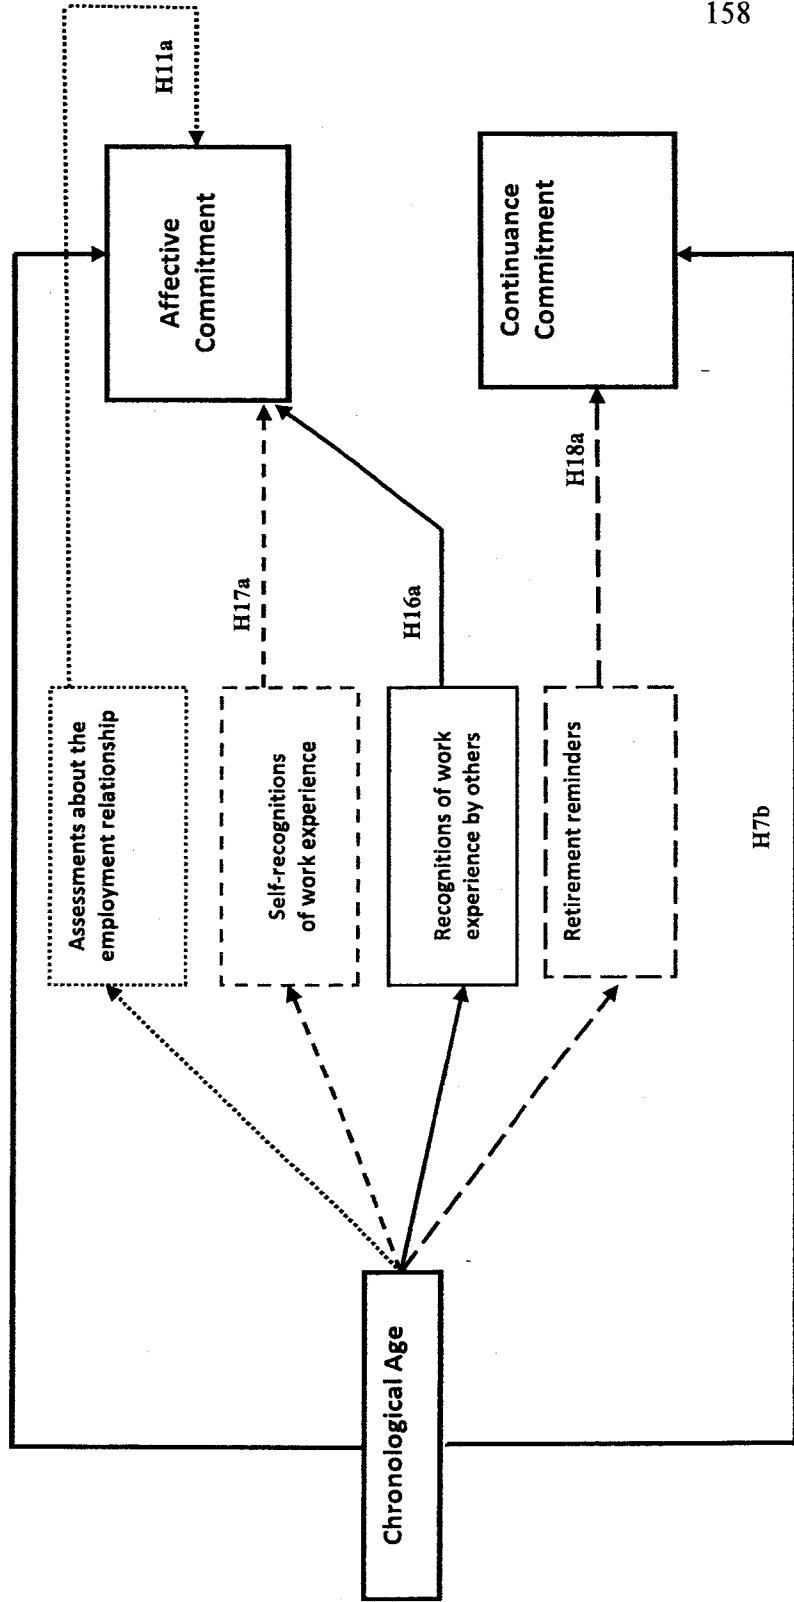 158
H11a
Affective
Commitment
Continuance
Commitment
H17a
H16a
H18a
Assessments about the
employment relationship
Self-recognitions
of work experience
Recognitions of work
experience by others
Retirement reminders
H7b
Chronological Age